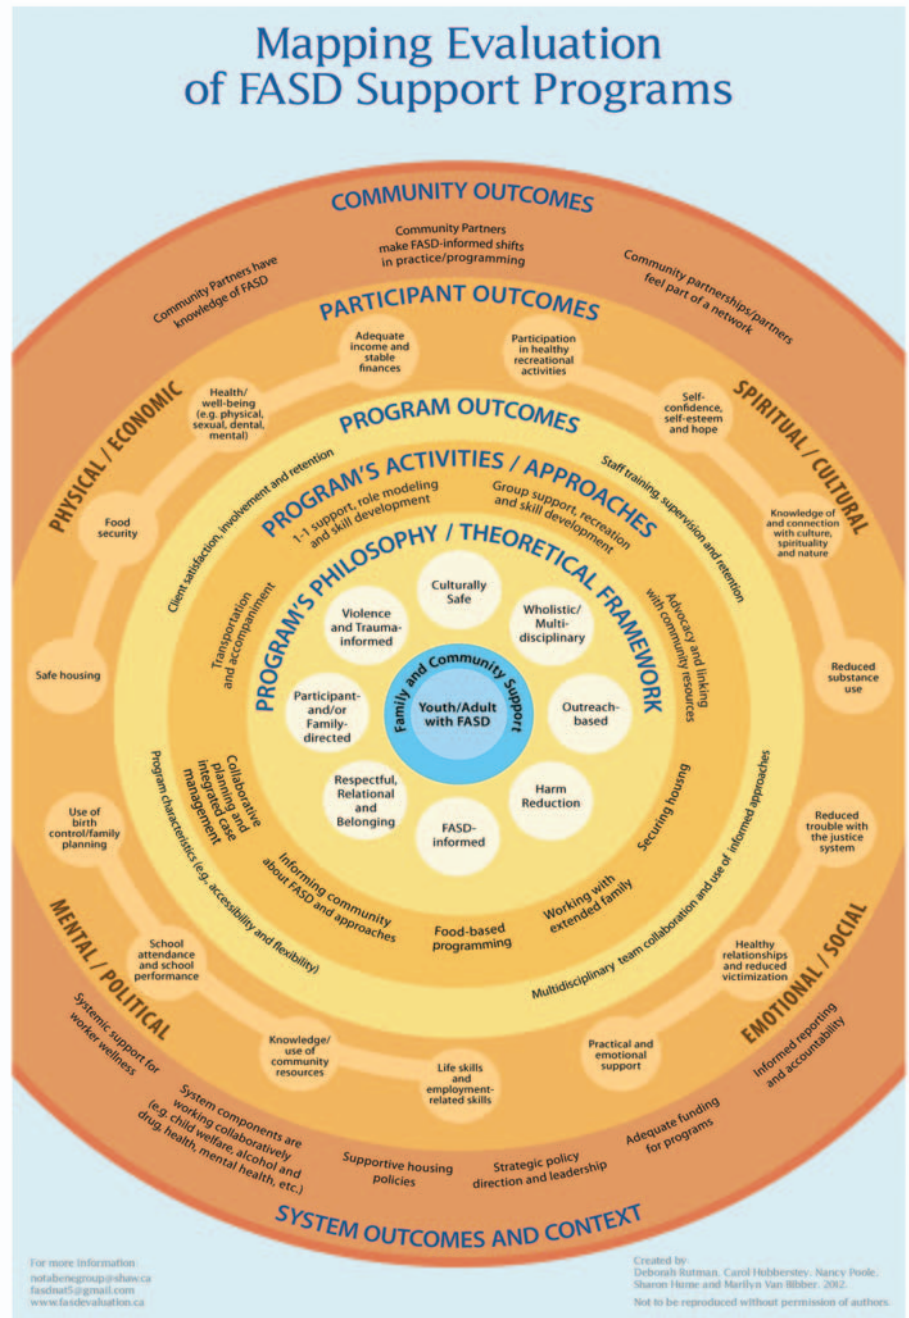 Mapping Evaluation
of FASD Support Programs
COMMUNITY OUTCOMES
Community Partners have
knowledge of FASD
Community Partners
make FASD-informed shifts
in practice/programming
Community partnerships/partners
feel part of a network
PARTICIPANT OUTCOMES
PHYSICAL / ECONOMIC
Safe housing
Food
security
Health/
well-being
(e.g. physical,
sexual, dental,
mental)
Adequate
income and
stable
finances
SPIRITUAL / CULTURAL
Participation
in healthy
recreational
activities
Self-
confidence,
self-esteem
and hope
Knowledge of
and connection
with culture,
spirituality
and nature
Reduced
substance
use
EMOTIONAL / SOCIAL
Reduced
trouble with
the justice
system
Healthy
relationships
and reduced
victimization
Practical and
emotional
support
MENTAL / POLITICAL
Use of
birth
control/family
planning
School
attendance
and school
performance
Knowledge/
use of
community
resources
Life skills
and
employment-
related skills
PROGRAM OUTCOMES
Client satisfaction, involvement and retention
Staff training, supervision and retention
Program characteristics (e.g., accessibility and flexibility)
Multidisciplinary team collaboration and use of informed approaches
PROGRAM'S ACTIVITIES / APPROACHES
1-1 support, role modeling
and skill development
Group support, recreation
and skill development
Transportation
and accompaniment
Advocacy and linking
with community resources
Collaborative
planning and
integrated case
management
Securing housng
Informing community
about FASD and approaches
Food-based
programming
Working with
extended family
PROGRAM'S PHILOSOPHY / THEORETICAL FRAMEWORK
Culturally
Safe
Violence
and Trauma-
informed
Wholistic/
Multi-
disciplinary
Participant-
and/or
Family-
directed
Outreach-
based
Respectful,
Relational
and
Belonging
Harm
Reduction
FASD-
informed
Family and Community Support
Youth/Adult
with FASD
Systemic support for
worker wellness
System components are
working collaboratively
(e.g. child welfare, alcohol and
drug, health, mental health, etc.)
Supportive housing
policies
Strategic policy
direction and leadership
Adequate funding
for programs
Informed reporting
and accountability
SYSTEM OUTCOMES AND CONTEXT
For more information
notabenegroup@shaw.ca
fasdnat5@gmail.com
www.fasdevaluation.ca
Created by
Deborah Rutman, Carol Hubberstey, Nancy Poole,
Sharon Hume and Marilyn Van Bibber, 2012.
Not to be reproduced without permission of authors.